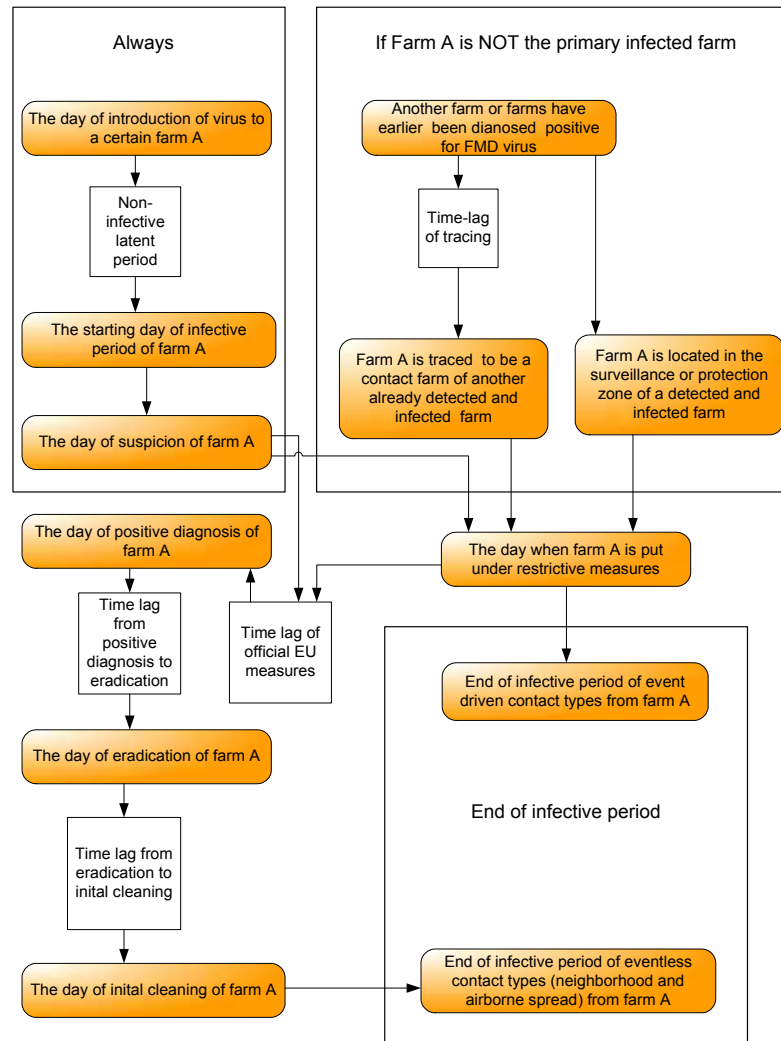 Always
The day of introduction of virus to
a certain farm A
Non-
infective
latent
period
The starting day of infective
period of farm A
The day of suspicion of farm A
If Farm A is NOT the primary infected farm
Another farm or farms have
earlier been dianosed positive
for FMD virus
Time-lag
of tracing
Farm A is traced to be a
contact farm of another
already detected and
infected farm
Farm A is located in the
surveillance or protection
zone of a detected and
infected farm
The day of positive diagnosis of
farm A
The day when farm A is put
under restrictive measures
Time lag
from
positive
diagnosis to
eradication
Time lag of
official EU
measures
End of infective period of event
driven contact types from farm A
The day of eradication of farm A
End of infective period
Time lag from
eradication to
inital cleaning
The day of inital cleaning of farm A
End of infective period of eventless
contact types (neighborhood and
airborne spread) from farm A